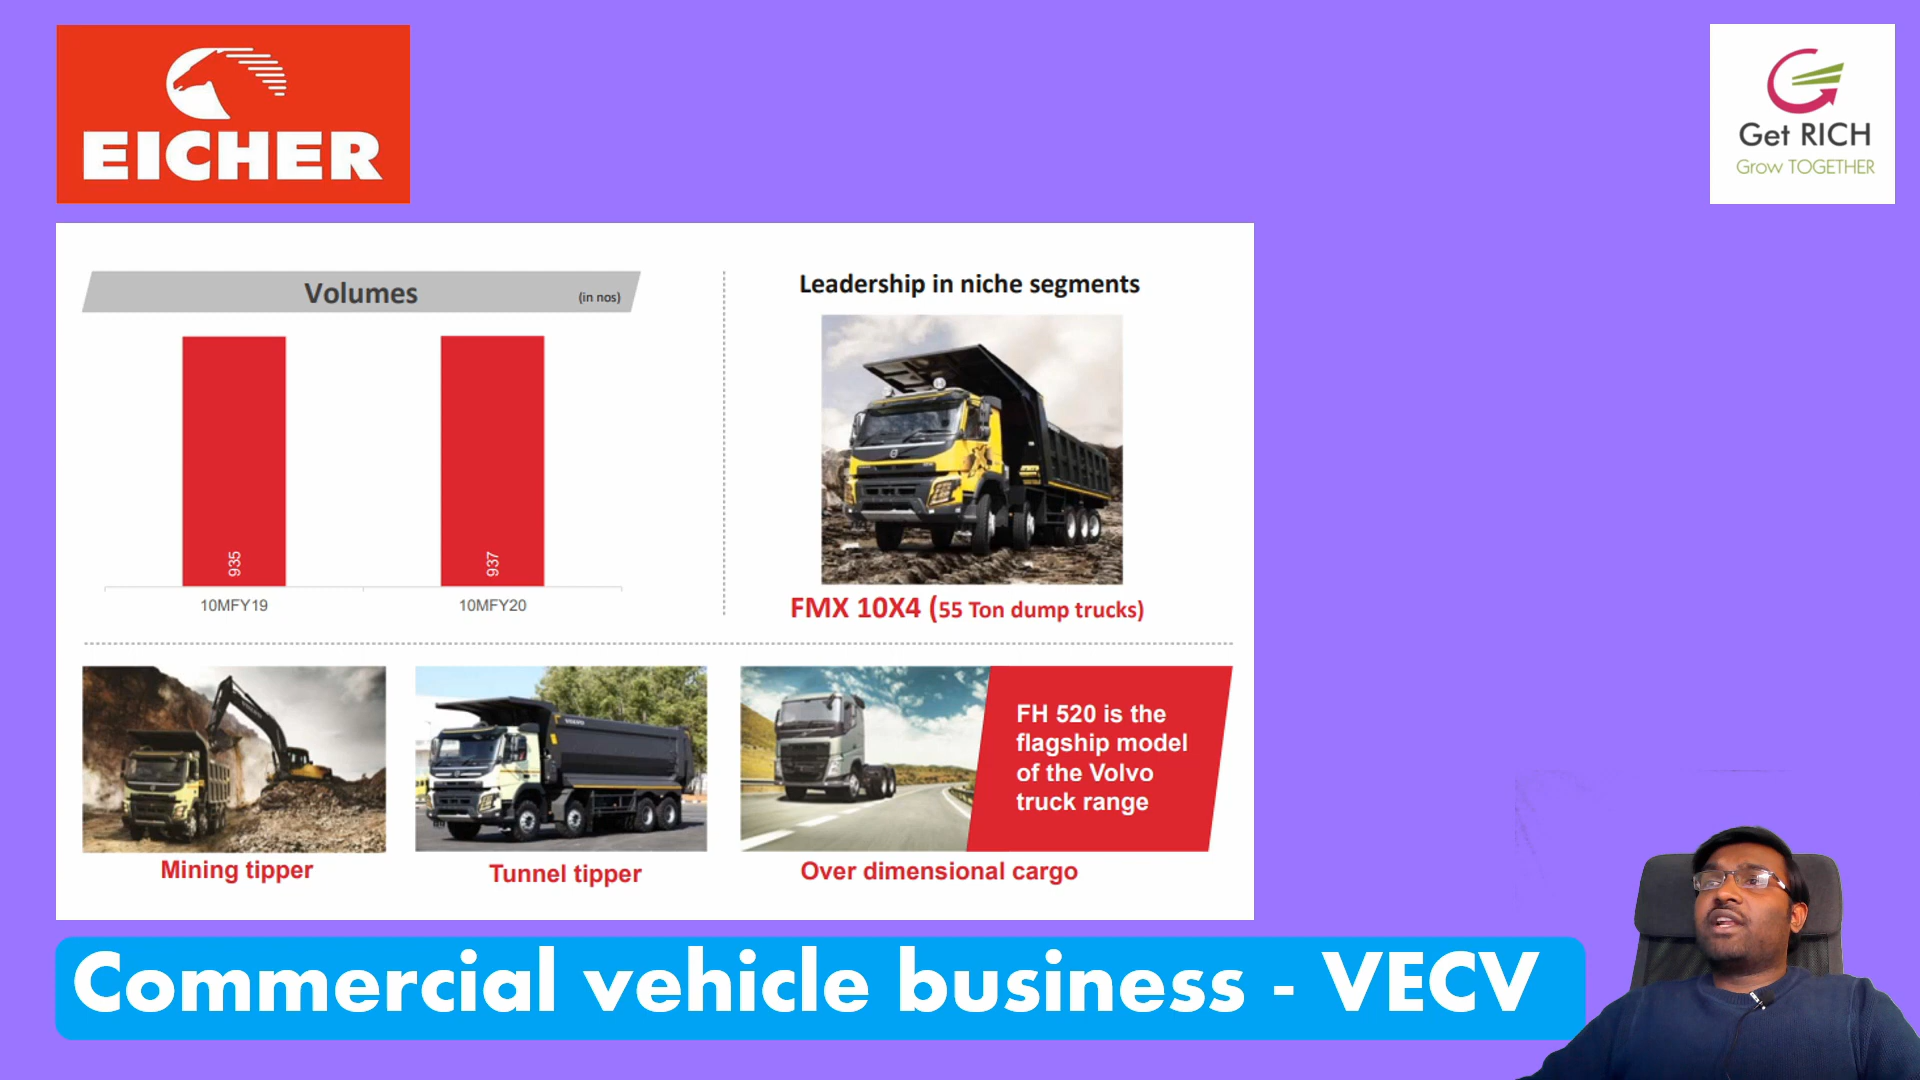 EICHER
Get RICH
Grow TOGETHER
Volumes (in nos)
935
937
10MFY19
10MFY20
Leadership in niche segments
FMX 10X4 (55 Ton dump trucks)
Mining tipper
VOLVO
Tunnel tipper
FH 520 is the
flagship model
of the Volvo
truck range
Over dimensional cargo
Commercial vehicle business - VECV